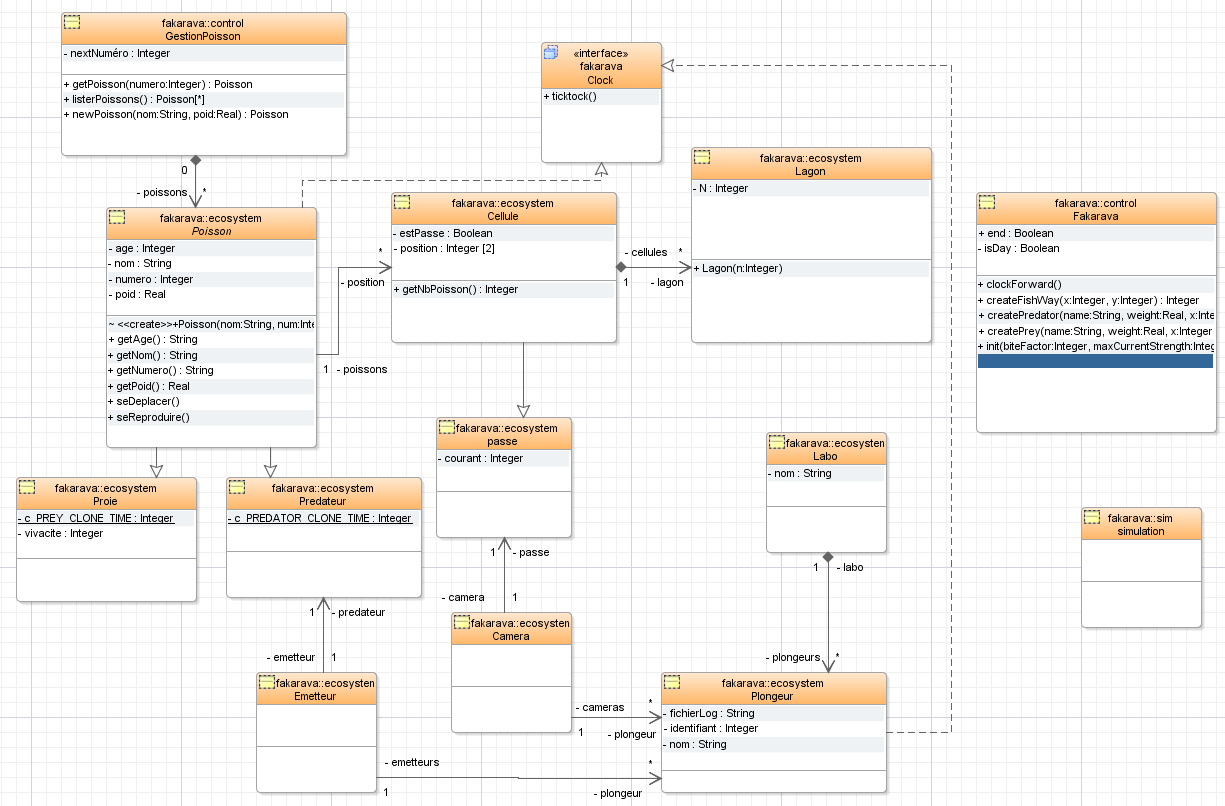 fakarava::control
GestionPoisson
- nextNuméro : Integer
+ getPoisson(numero:Integer) : Poisson
+ listerPoissons() : Poisson[*]
+ newPoisson(nom:String, poid:Real) : Poisson
0
- poissons
*
«interface»
fakarava
Clock
+ ticktock()
fakarava::ecosystem
Poisson
- age : Integer
- nom : String
- numero : Integer
- poid : Real
~ <<create>>+Poisson(nom:String, num:Inte
+ getAge() : String
+ getNom() : String
+ getNumero() : String
+ getPoid() : Real
+ seDeplacer()
+ seReproduire()
*
- position
1 - poissons
fakarava::ecosystem
Cellule
- estPasse : Boolean
- position : Integer [2]
+ getNbPoisson() : Integer
- cellules *
1 - lagon
fakarava::ecosystem
Lagon
- N : Integer
+ Lagon(n:Integer)
fakarava::control
Fakarava
+ end : Boolean
- isDay : Boolean
+ clockForward()
+ createFishWay(x:Integer, y:Integer) : Integer
+ createPredator(name:String, weight:Real, x:Inte
+ createPrey(name:String, weight:Real, x:Integer
+ init(biteFactor:Integer, maxCurrentStrength:Integ
fakarava::ecosystem
Proie
- c_PREY_CLONE_TIME : Integer
- vivacite : Integer
fakarava::ecosystem
Predateur
- c_PREDATOR_CLONE_TIME : Integer
fakarava::ecosystem
passe
- courant : Integer
1 - passe
- camera 1
fakarava::ecosysten
Labo
- nom : String
1 - labo
- plongeurs *
fakarava::sim
simulation
1 - predateur
- emetteur 1
fakarava::ecosysten
Camera
fakarava::ecosysten
Emetteur
- cameras *
1 - plongeur
- emetteurs *
1 - plongeur
fakarava::ecosystem
Plongeur
- fichierLog : String
- identifiant : Integer
- nom : String